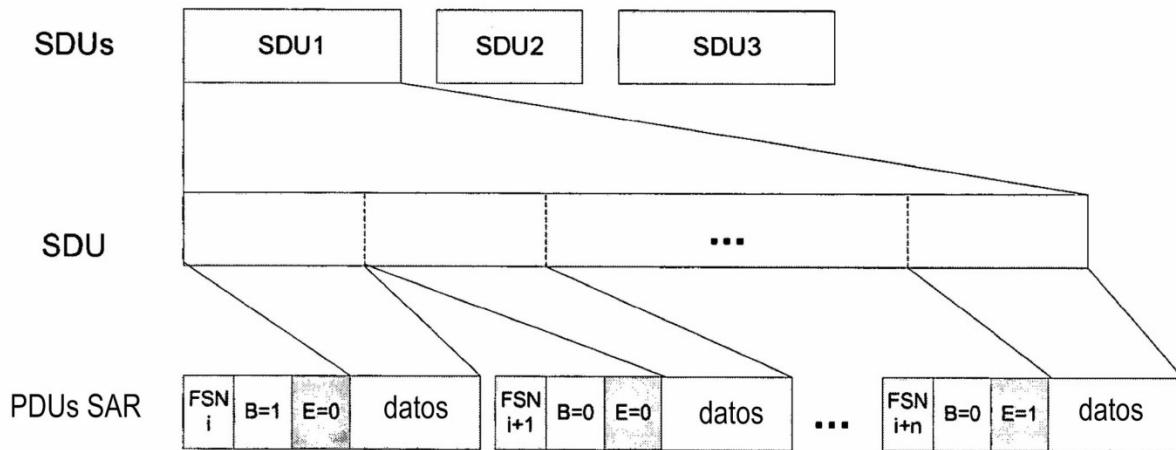 SDUs SDU1 SDU2 SDU3
SDU ...
PDUs SAR FSN i B=1 E=0 datos FSN i+1 B=0 E=0 datos ... FSN i+n B=0 E=1 datos